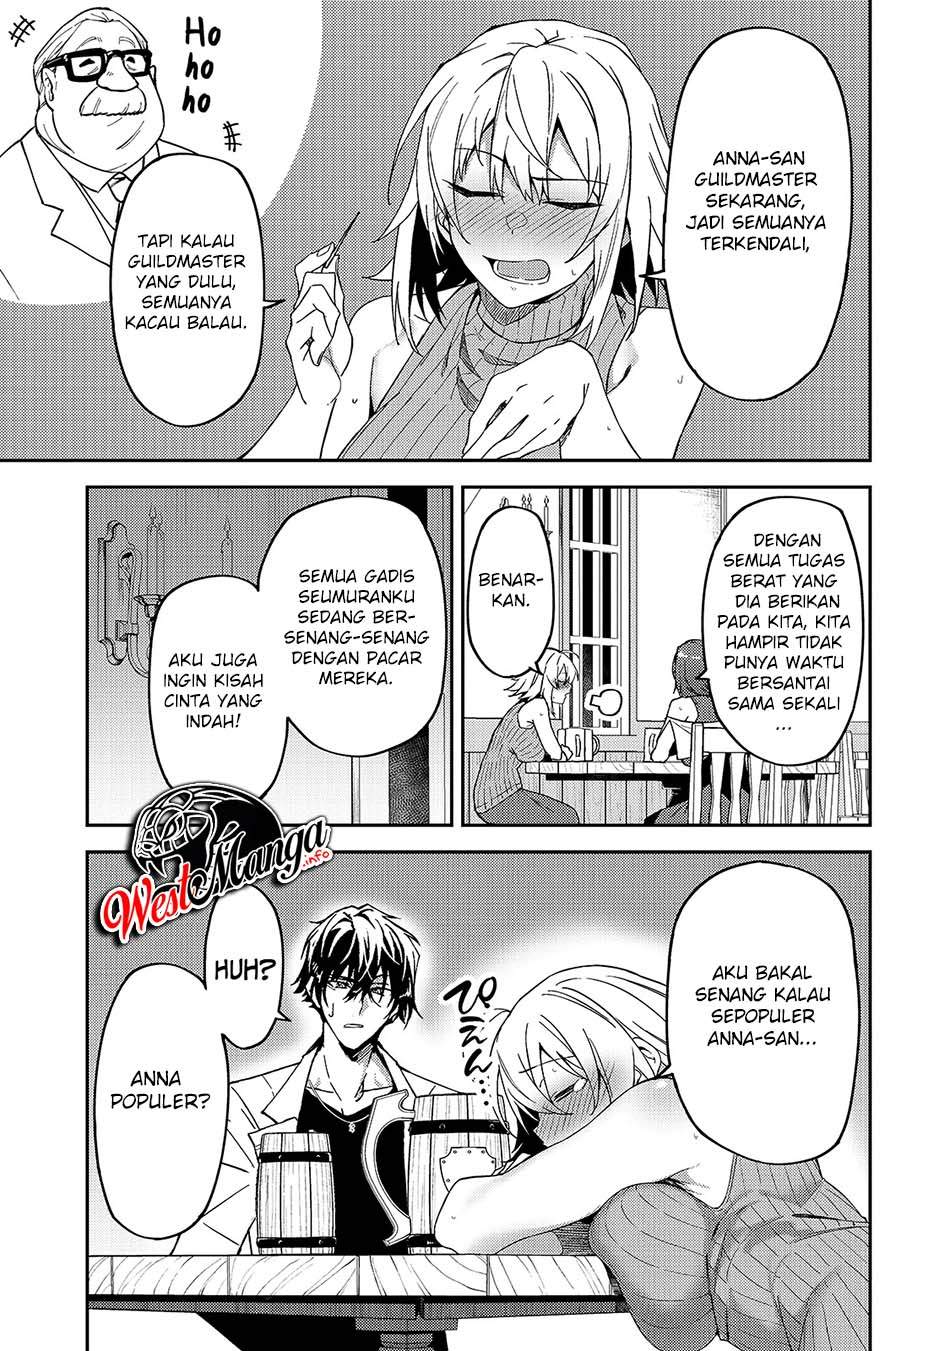 ANNA-SAN
GUILDMASTER
SEKARANG,
JADI SEMUANYA
TERKENDALI,
Ho
ho
ho
TAPI KALAU
GUILDMASTER
YANG DULU,
SEMUANYA
KACAU BALAU.
DENGAN
SEMUA TUGAS
BERAT YANG
DIA BERIKAN
PADA KITA, KITA
HAMPIR TIDAK
PUNYA WAKTU
BERSANTAI
SAMA SEKALI
...
BENAR-
KAN.
SEMUA GADIS
SEUMURANKU
SEDANG BER-
SENANG-SENANG
DENGAN PACAR
MEREKA.
AKU JUGA
INGIN KISAH
CINTA YANG
INDAH!
WestManga
.info
AKU BAKAL
SENANG KALAU
SEPOPULER
ANNA-SAN...
ぴえん...
HUH?
ANNA
POPULER?